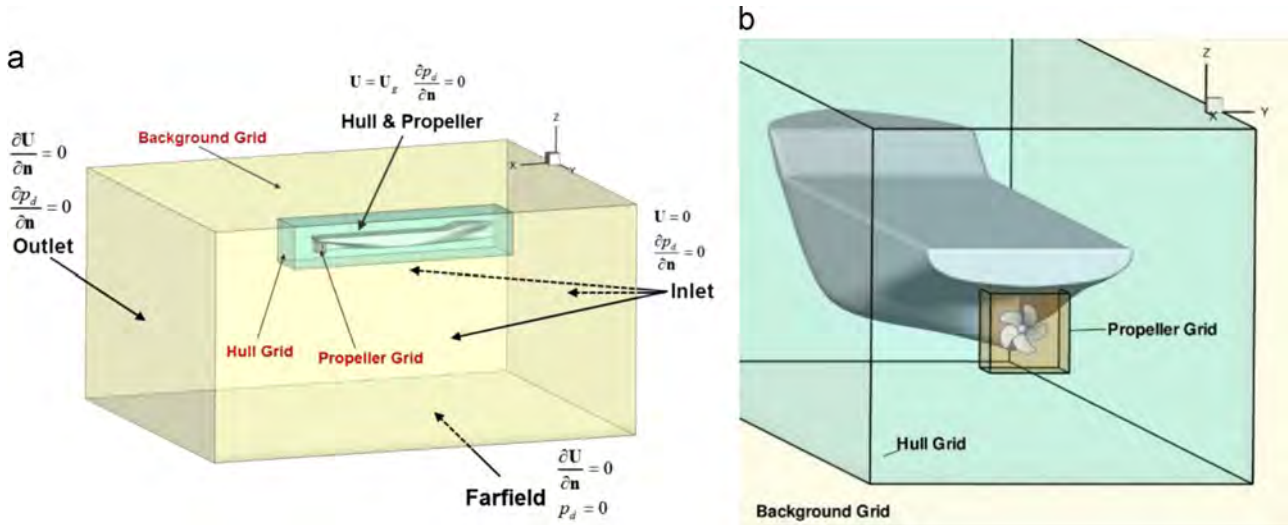 a
U = U_g ∂p_d/∂n = 0
Hull & Propeller
Background Grid
Z
X
Y
∂U/∂n = 0
∂p_d/∂n = 0
Outlet
U = 0
∂p_d/∂n = 0
Inlet
Hull Grid
Propeller Grid
Farfield
∂U/∂n = 0
p_d = 0
b
Z
X
Y
Propeller Grid
Hull Grid
Background Grid